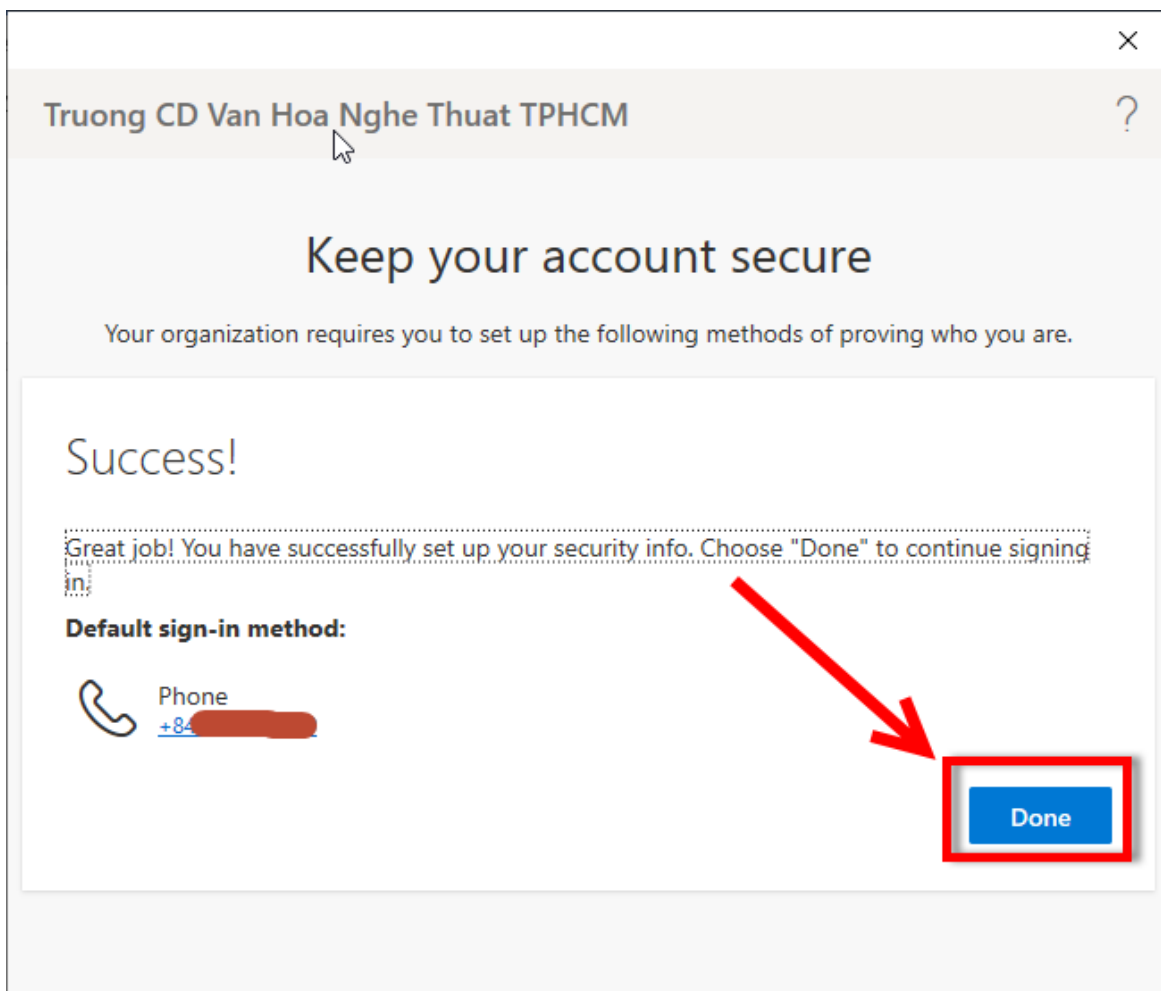 Truong CD Van Hoa Nghe Thuat TPHCM
?
Keep your account secure
Your organization requires you to set up the following methods of proving who you are.
Success!
Great job! You have successfully set up your security info. Choose "Done" to continue signing
in.
Default sign-in method:
Phone
+84
Done